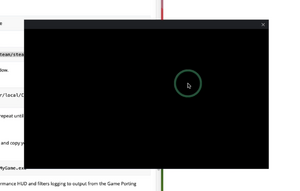 team/stea
dow.
r/local/C
repeat until
and copy y
MyGame.exe
rmance HUD and filters logging to output from the Game Porting